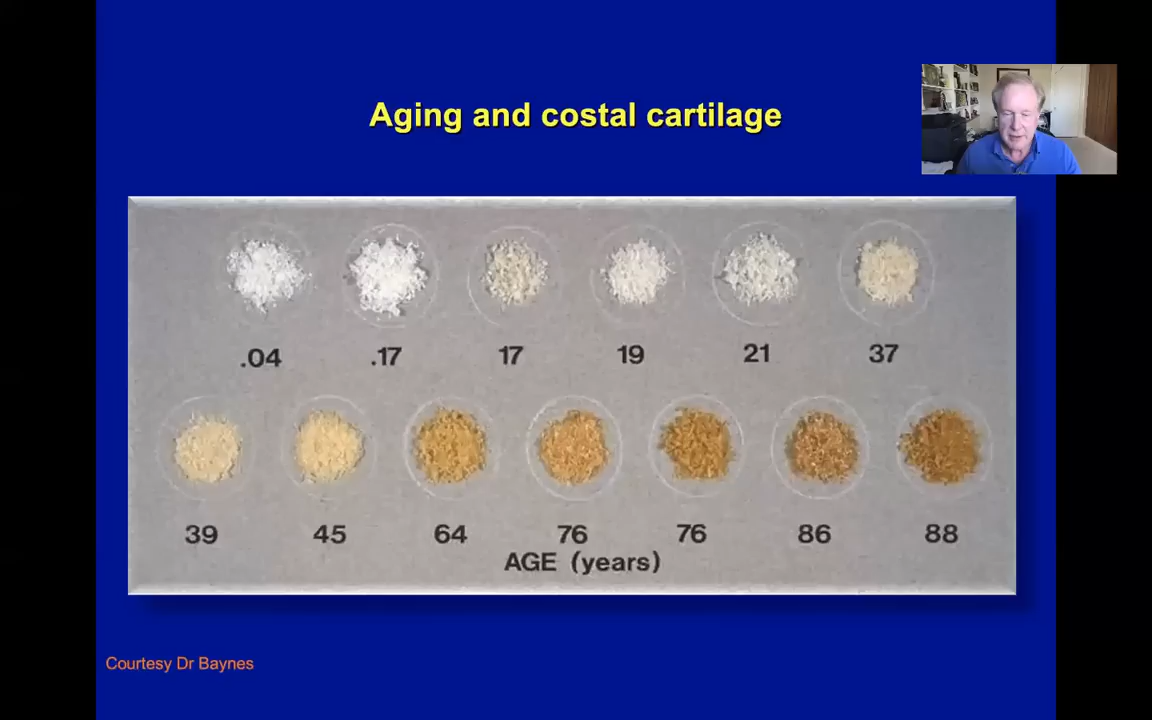 Aging and costal cartilage
.04 .17 17 19 21 37
39 45 64 76 76 86 88
AGE (years)
Courtesy Dr Baynes